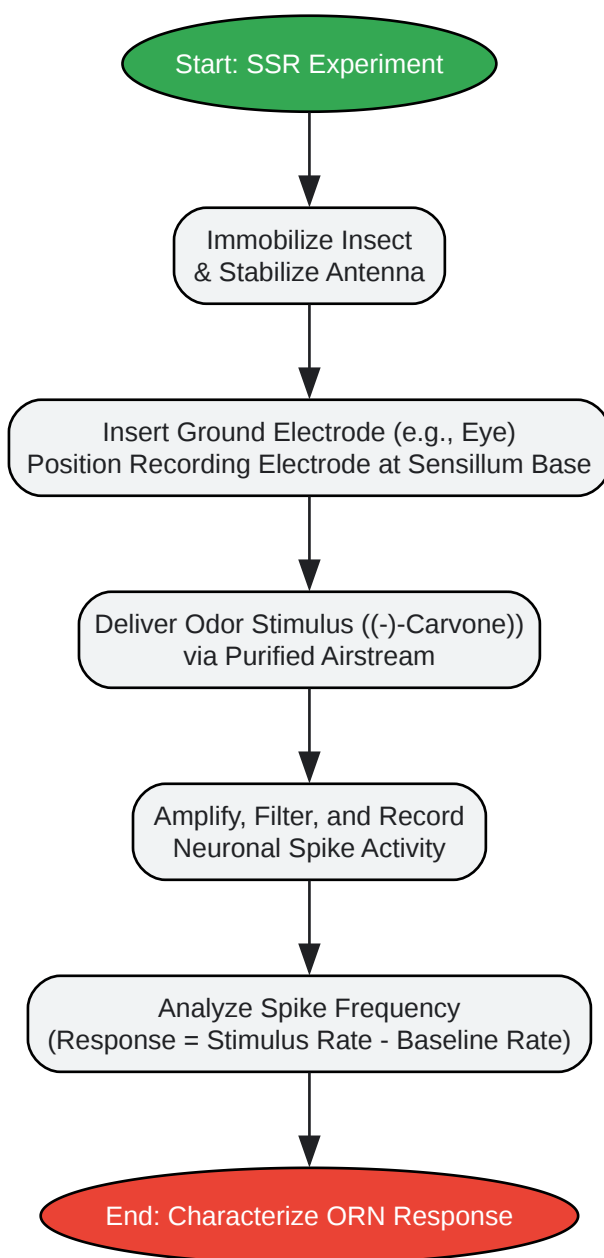 Start: SSR Experiment
Immobilize Insect
& Stabilize Antenna
Insert Ground Electrode (e.g., Eye)
Position Recording Electrode at Sensillum Base
Deliver Odor Stimulus ((-)-Carvone))
via Purified Airstream
Amplify, Filter, and Record
Neuronal Spike Activity
Analyze Spike Frequency
(Response = Stimulus Rate - Baseline Rate)
End: Characterize ORN Response